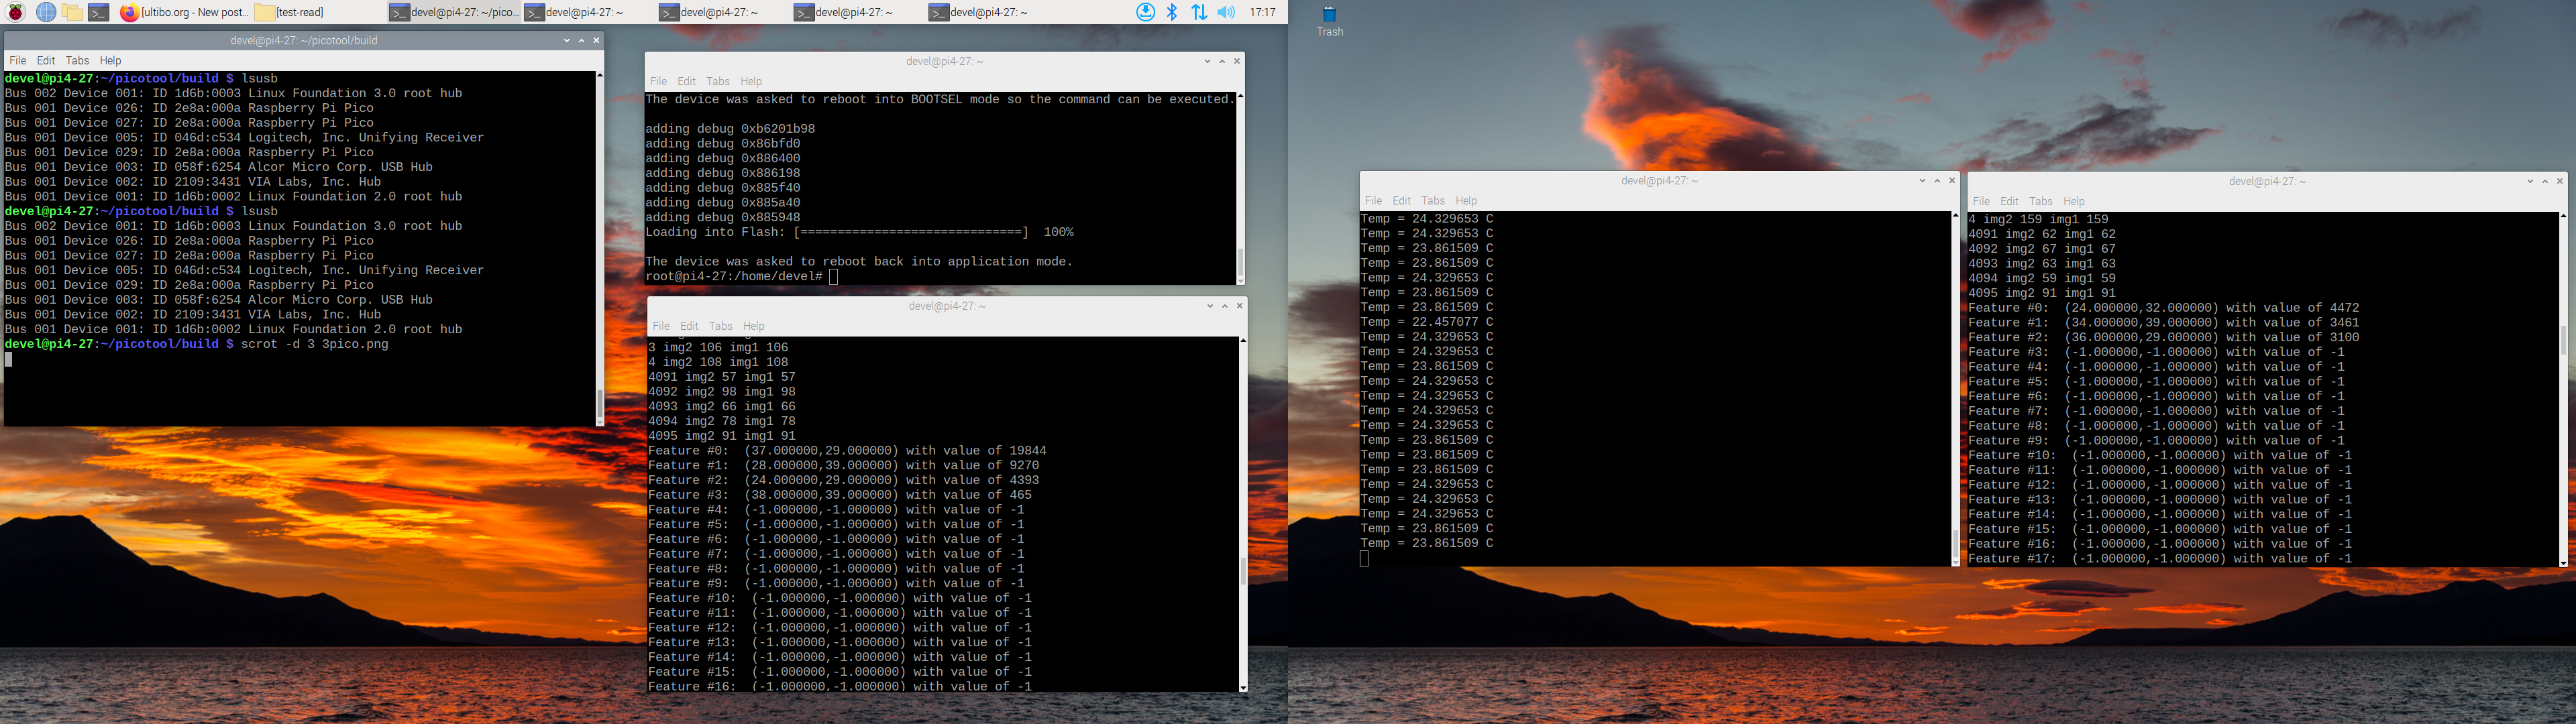 [ultibo.org - New post... [test-read] devel@pi4-27: ~/pico... devel@pi4-27: ~ devel@pi4-27: ~ devel@pi4-27: ~ devel@pi4-27: ~ 17:17
Trash
devel@pi4-27: ~/picotool/build
File Edit Tabs Help
devel@pi4-27:~/picotool/build $ lsusb
Bus 002 Device 001: ID 1d6b:0003 Linux Foundation 3.0 root hub
Bus 001 Device 026: ID 2e8a:000a Raspberry Pi Pico
Bus 001 Device 027: ID 2e8a:000a Raspberry Pi Pico
Bus 001 Device 005: ID 046d:c534 Logitech, Inc. Unifying Receiver
Bus 001 Device 029: ID 2e8a:000a Raspberry Pi Pico
Bus 001 Device 003: ID 058f:6254 Alcor Micro Corp. USB Hub
Bus 001 Device 002: ID 2109:3431 VIA Labs, Inc. Hub
Bus 001 Device 001: ID 1d6b:0002 Linux Foundation 2.0 root hub
devel@pi4-27:~/picotool/build $ lsusb
Bus 002 Device 001: ID 1d6b:0003 Linux Foundation 3.0 root hub
Bus 001 Device 026: ID 2e8a:000a Raspberry Pi Pico
Bus 001 Device 027: ID 2e8a:000a Raspberry Pi Pico
Bus 001 Device 005: ID 046d:c534 Logitech, Inc. Unifying Receiver
Bus 001 Device 029: ID 2e8a:000a Raspberry Pi Pico
Bus 001 Device 003: ID 058f:6254 Alcor Micro Corp. USB Hub
Bus 001 Device 002: ID 2109:3431 VIA Labs, Inc. Hub
Bus 001 Device 001: ID 1d6b:0002 Linux Foundation 2.0 root hub
devel@pi4-27:~/picotool/build $ scrot -d 3 3pico.png
devel@pi4-27: ~
File Edit Tabs Help
The device was asked to reboot into BOOTSEL mode so the command can be executed.
adding debug 0xb6201b98
adding debug 0x86bfd0
adding debug 0x886400
adding debug 0x886198
adding debug 0x885f40
adding debug 0x885a40
adding debug 0x885948
Loading into Flash: [==============================]  100%
The device was asked to reboot back into application mode.
root@pi4-27:/home/devel#
devel@pi4-27: ~
File Edit Tabs Help
3 img2 106 img1 106
4 img2 108 img1 108
4091 img2 57 img1 57
4092 img2 98 img1 98
4093 img2 66 img1 66
4094 img2 78 img1 78
4095 img2 91 img1 91
Feature #0:  (37.000000,29.000000) with value of 19844
Feature #1:  (28.000000,39.000000) with value of 9270
Feature #2:  (24.000000,29.000000) with value of 4393
Feature #3:  (38.000000,39.000000) with value of 465
Feature #4:  (-1.000000,-1.000000) with value of -1
Feature #5:  (-1.000000,-1.000000) with value of -1
Feature #6:  (-1.000000,-1.000000) with value of -1
Feature #7:  (-1.000000,-1.000000) with value of -1
Feature #8:  (-1.000000,-1.000000) with value of -1
Feature #9:  (-1.000000,-1.000000) with value of -1
Feature #10:  (-1.000000,-1.000000) with value of -1
Feature #11:  (-1.000000,-1.000000) with value of -1
Feature #12:  (-1.000000,-1.000000) with value of -1
Feature #13:  (-1.000000,-1.000000) with value of -1
Feature #14:  (-1.000000,-1.000000) with value of -1
Feature #15:  (-1.000000,-1.000000) with value of -1
Feature #16:  (-1.000000,-1.000000) with value of -1
devel@pi4-27: ~
File Edit Tabs Help
Temp = 24.329653 C
Temp = 24.329653 C
Temp = 23.861509 C
Temp = 23.861509 C
Temp = 24.329653 C
Temp = 23.861509 C
Temp = 23.861509 C
Temp = 22.457077 C
Temp = 24.329653 C
Temp = 24.329653 C
Temp = 24.329653 C
Temp = 24.329653 C
Temp = 24.329653 C
Temp = 24.329653 C
Temp = 24.329653 C
Temp = 23.861509 C
Temp = 23.861509 C
Temp = 23.861509 C
Temp = 24.329653 C
Temp = 24.329653 C
Temp = 24.329653 C
Temp = 23.861509 C
Temp = 23.861509 C
devel@pi4-27: ~
File Edit Tabs Help
4 img2 159 img1 159
4091 img2 62 img1 62
4092 img2 67 img1 67
4093 img2 63 img1 63
4094 img2 59 img1 59
4095 img2 91 img1 91
Feature #0:  (24.000000,32.000000) with value of 4472
Feature #1:  (34.000000,39.000000) with value of 3461
Feature #2:  (36.000000,29.000000) with value of 3100
Feature #3:  (-1.000000,-1.000000) with value of -1
Feature #4:  (-1.000000,-1.000000) with value of -1
Feature #5:  (-1.000000,-1.000000) with value of -1
Feature #6:  (-1.000000,-1.000000) with value of -1
Feature #7:  (-1.000000,-1.000000) with value of -1
Feature #8:  (-1.000000,-1.000000) with value of -1
Feature #9:  (-1.000000,-1.000000) with value of -1
Feature #10:  (-1.000000,-1.000000) with value of -1
Feature #11:  (-1.000000,-1.000000) with value of -1
Feature #12:  (-1.000000,-1.000000) with value of -1
Feature #13:  (-1.000000,-1.000000) with value of -1
Feature #14:  (-1.000000,-1.000000) with value of -1
Feature #15:  (-1.000000,-1.000000) with value of -1
Feature #16:  (-1.000000,-1.000000) with value of -1
Feature #17:  (-1.000000,-1.000000) with value of -1